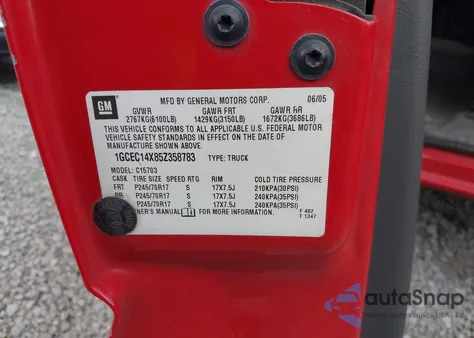 GM
MFD BY GENERAL MOTORS CORP. 06/05
GVWR GAWR FRT GAWR RR
2767KG(6100LB) 1429KG(3150LB) 1672KG(3686LB)
THIS VEHICLE CONFORMS TO ALL APPLICABLE U.S. FEDERAL MOTOR
VEHICLE SAFETY STANDARDS IN EFFECT ON THE DATE OF
MANUFACTURE SHOWN ABOVE.
1GCEC14X85Z358783 TYPE: TRUCK
MODEL: C15703
TIRE SIZE SPEED RTG RIM COLD TIRE PRESSURE
FRT P245/70R17 S 17X7.5J 210KPA(30PSI)
RR P245/70R17 S 17X7.5J 240KPA(35PSI)
P245/70R17 S 17X7.5J 240KPA(35PSI)
NER'S MANUAL FOR MORE INFORMATION.
F 402
T 1347
autoSnap